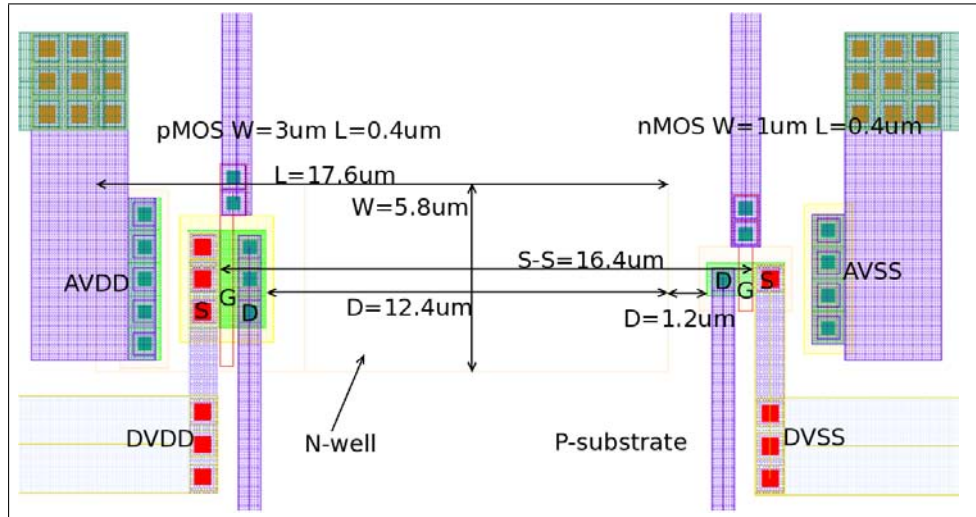 pMOS W=3um L=0.4um
nMOS W=1um L=0.4um
L=17.6um
W=5.8um
S-S=16.4um
AVDD
AVSS
S
G
D
D
G
S
D=12.4um
D=1.2um
DVDD
N-well
P-substrate
DVSS